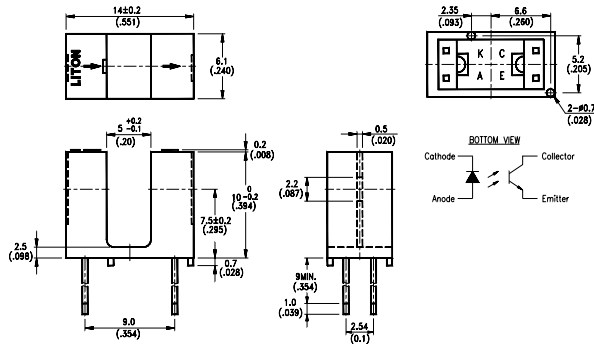 14±0.2
(.551)
LITON
6.1
(.240)
2.35
(.093)
6.6
(.260)
K C
A E
5.2
(.205)
2-ø0.7
(.028)
BOTTOM VIEW
Cathode
Collector
Anode
Emitter
5 +0.2 -0.1
(.20)
0.2
(.008)
7.5±0.2
(.295)
10 0 -0.2
(.394)
2.5
(.098)
0.7
(.028)
9.0
(.354)
0.5
(.020)
2.2
(.087)
9MIN.
(.354)
1.0
(.039)
2.54
(0.1)